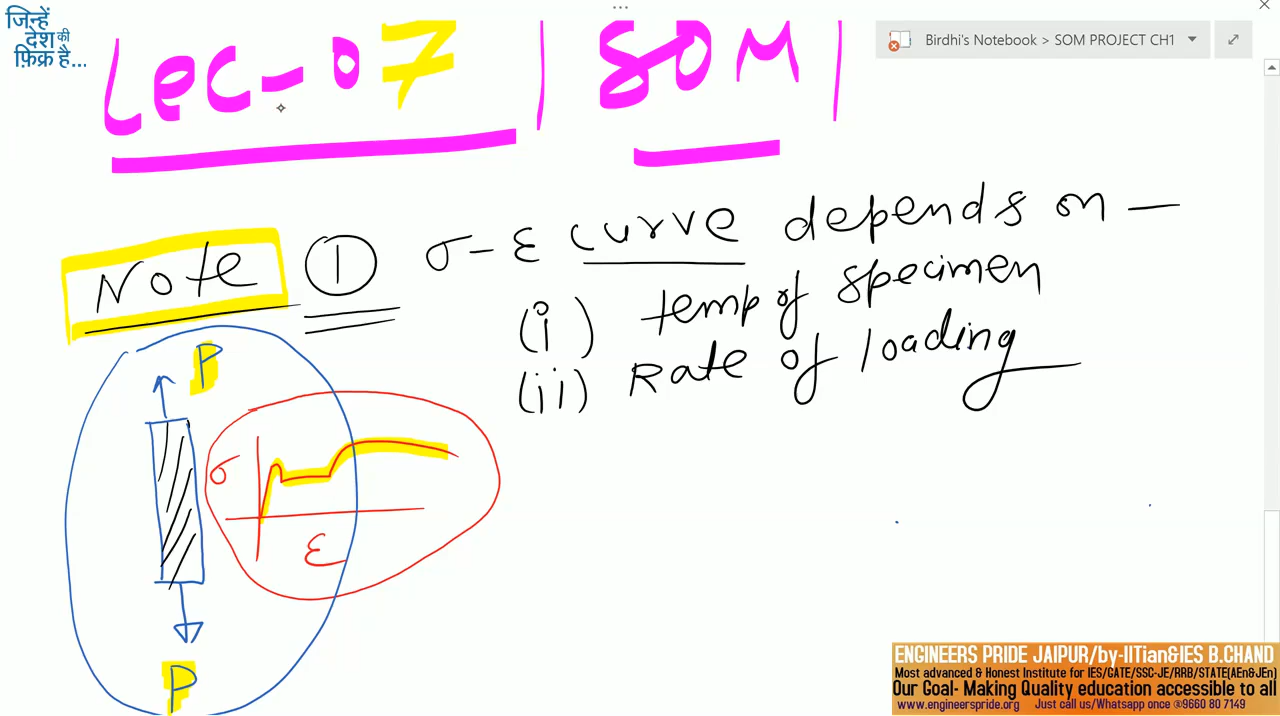 जिन्हें
देश की
फ़िक्र है...
...
Birdhi's Notebook > SOM PROJECT CH1
Lec-07 | SOM |
Note ① σ-ε curve depends on —
(i) temp of specimen
(ii) Rate of loading
P
σ
ε
P
ENGINEERS PRIDE JAIPUR/by-IITian&IES B.CHAND
Most advanced & Honest Institute for IES/GATE/SSC-JE/RRB/STATE(AEn&JEn)
Our Goal- Making Quality education accessible to all
www.engineerspride.org Just call us/Whatsapp once @9660 80 7149